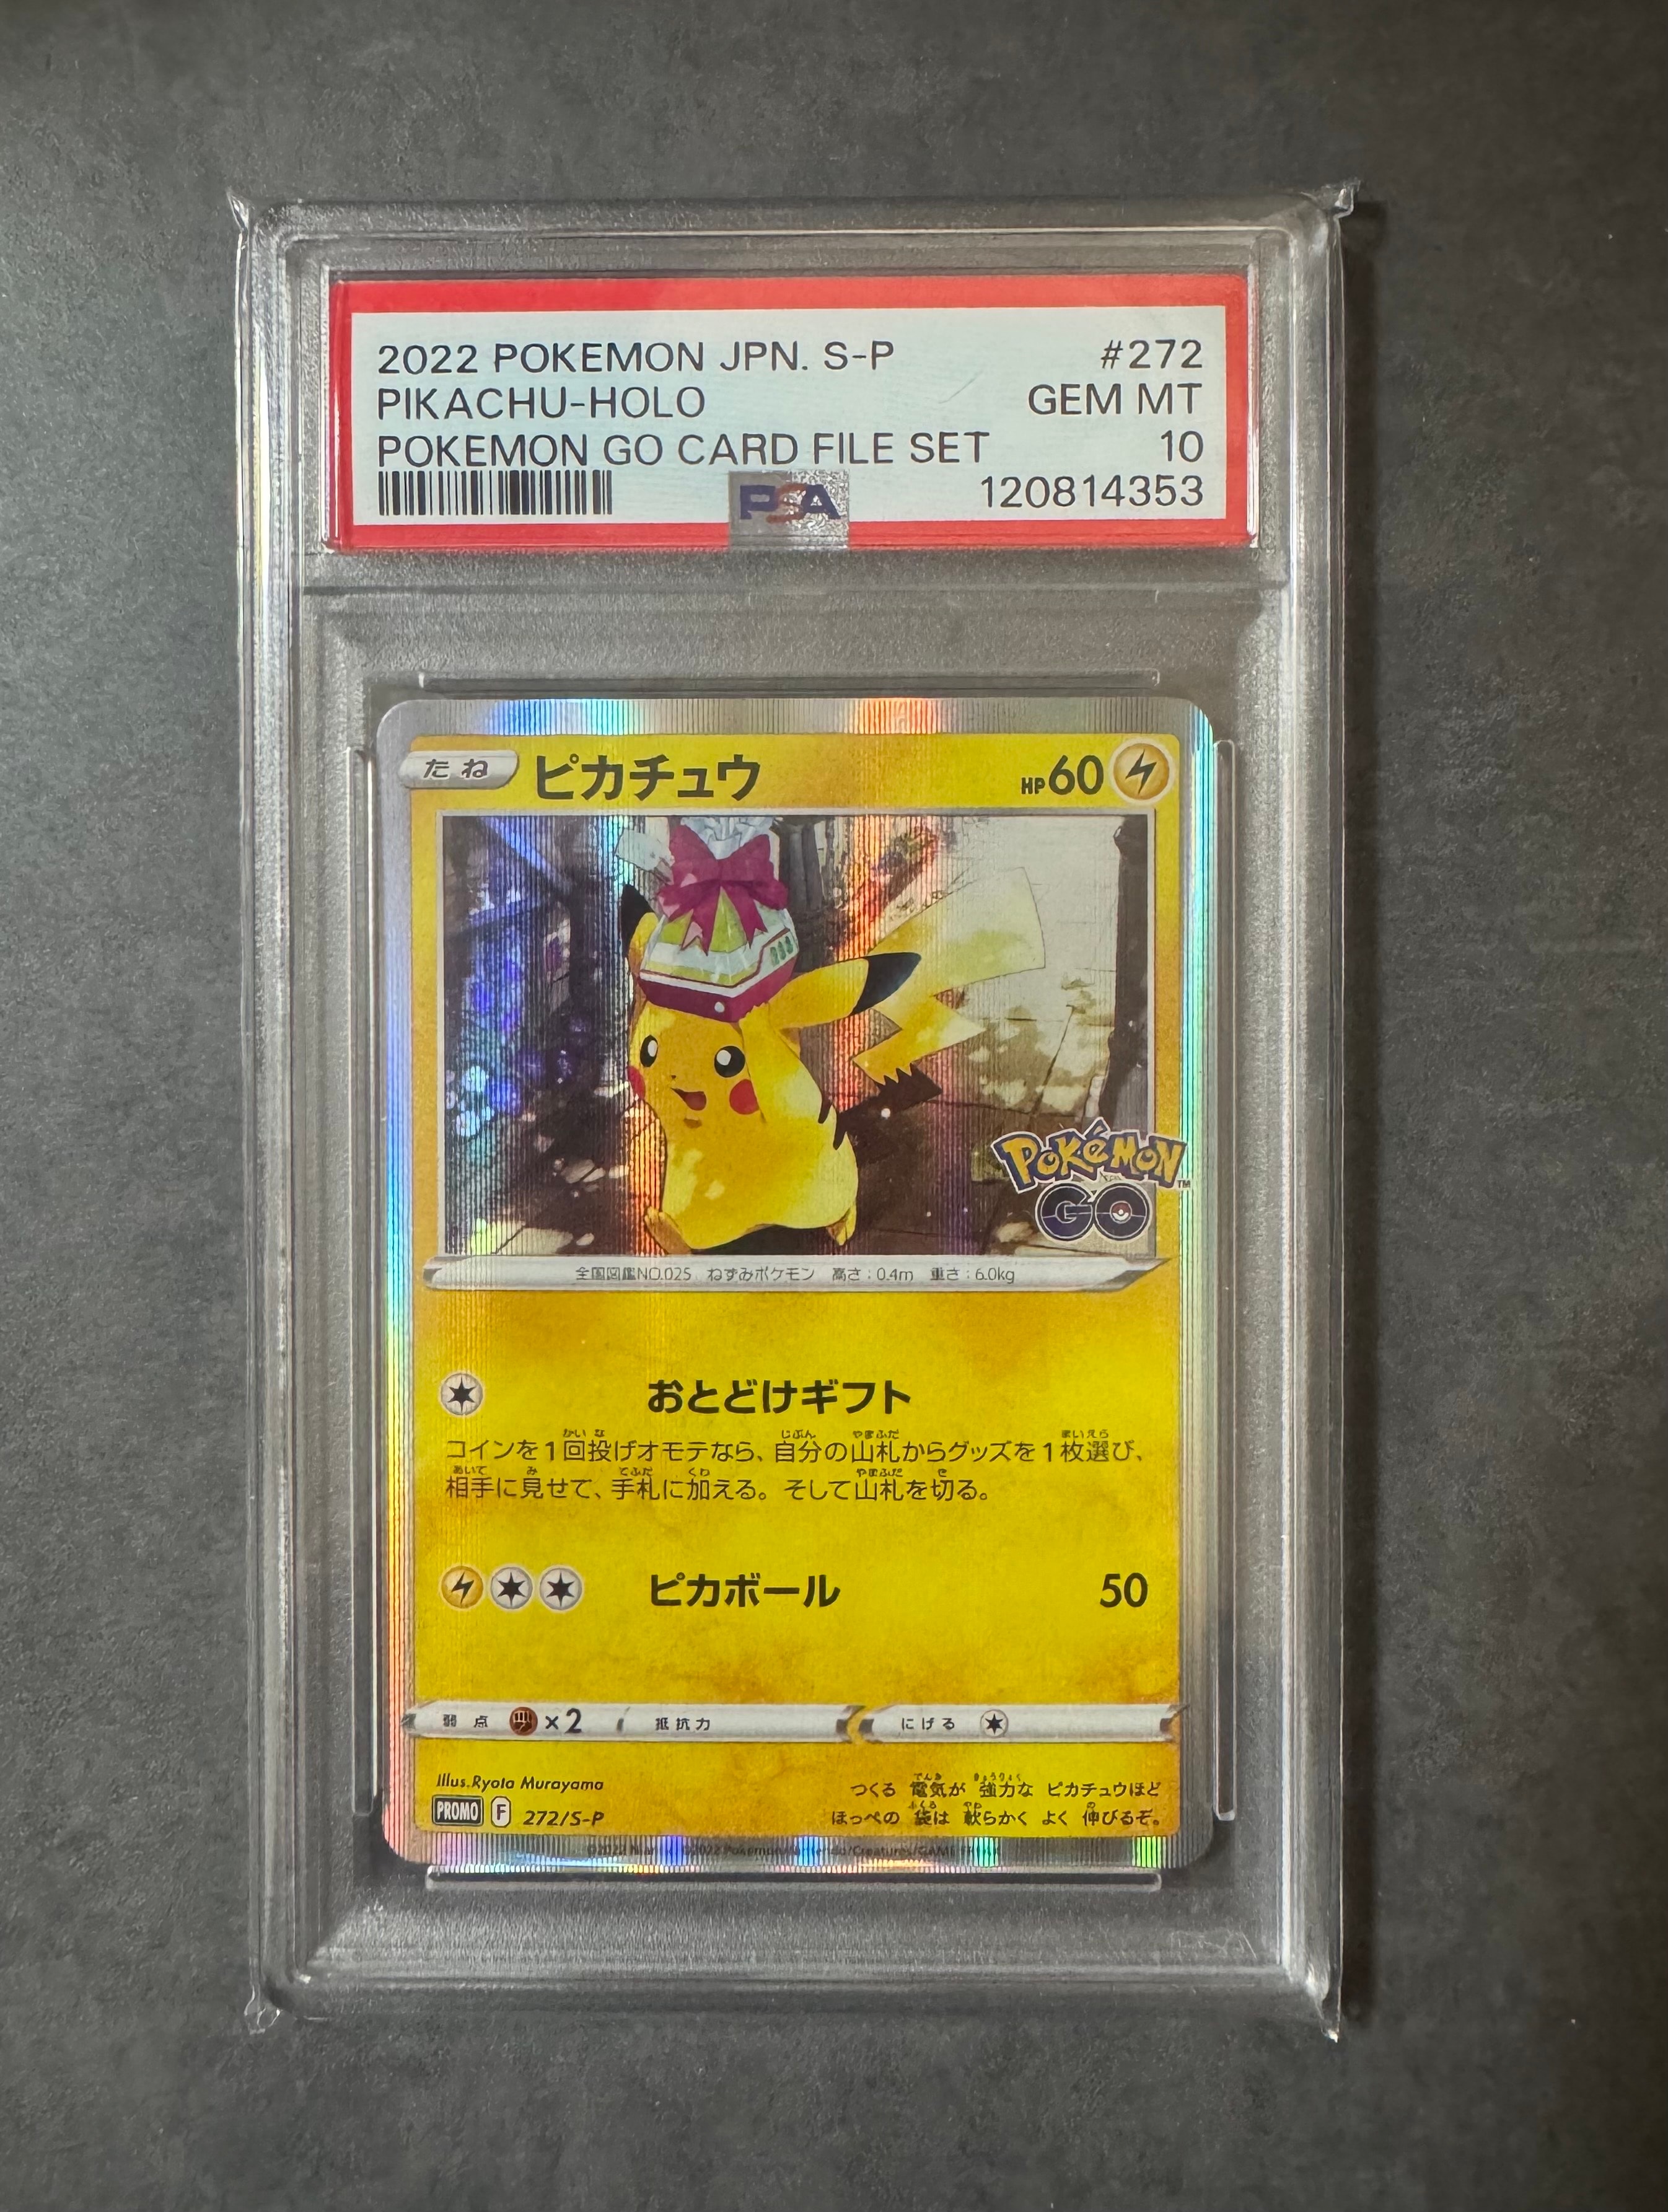 2022 POKEMON JPN. S-P #272
PIKACHU-HOLO GEM MT
POKEMON GO CARD FILE SET 10
PSA 120814353
たね ピカチュウ HP60
POKéMON™
GO
全国図鑑NO.025 ねずみポケモン 高さ:0.4m 重さ:6.0kg
おとどけギフト
コインを1回投げオモテなら、自分の山札からグッズを1枚選び、
相手に見せて、手札に加える。そして山札を切る。
ピカボール 50
弱点 ×2 抵抗力 にげる
Illus.Ryota Murayama
つくる 電気が 強力な ピカチュウほど
PROMO F 272/S-P
ほっぺの 袋は 軟らかく よく 伸びるぞ。